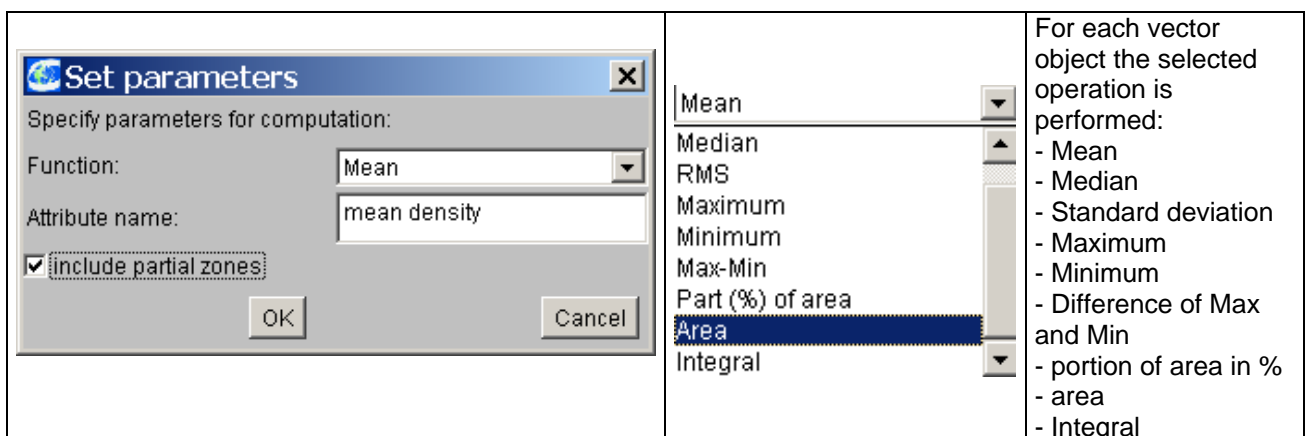 Set parameters
Specify parameters for computation:
Function:
Mean
Attribute name:
mean density
include partial zones
OK
Cancel
Mean
Median
RMS
Maximum
Minimum
Max-Min
Part (%) of area
Area
Integral
For each vector
object the selected
operation is
performed:
- Mean
- Median
- Standard deviation
- Maximum
- Minimum
- Difference of Max
and Min
- portion of area in %
- area
- Integral